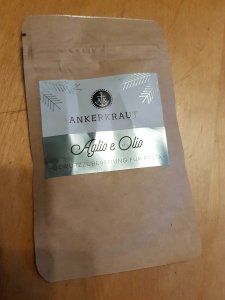 ANKERKRAUT
Aglio e Olio
GEWÜRZZUBEREITUNG FÜR PASTA